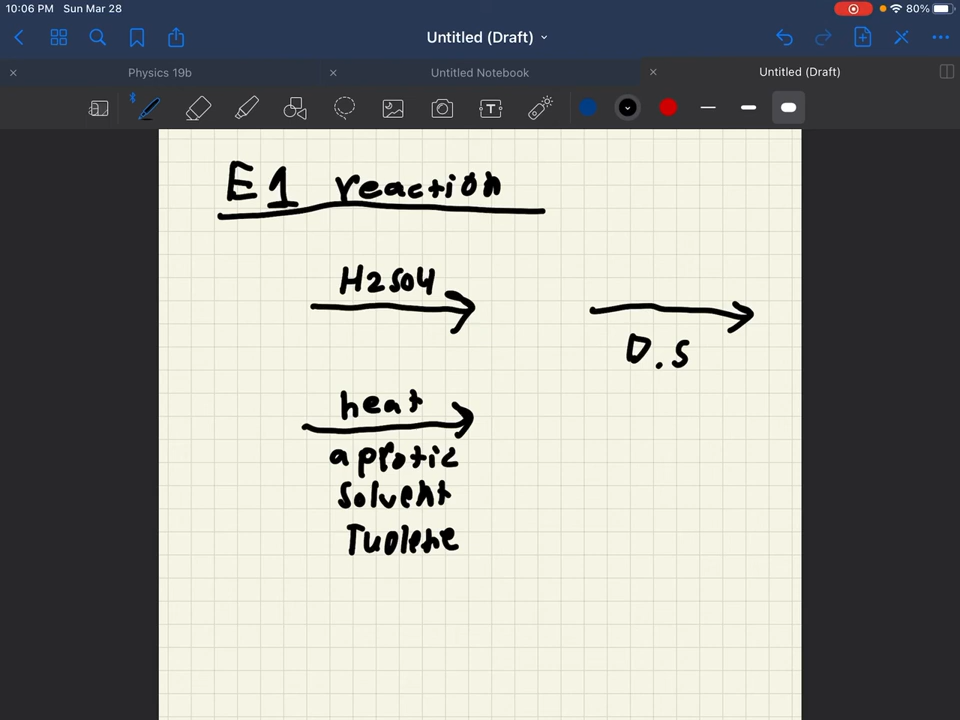 10:06 PM Sun Mar 28
80%
Untitled (Draft)
Physics 19b
Untitled Notebook
Untitled (Draft)
E1 reaction
H2SO4
D.S
heat
aprotic
solvent
Tuolene